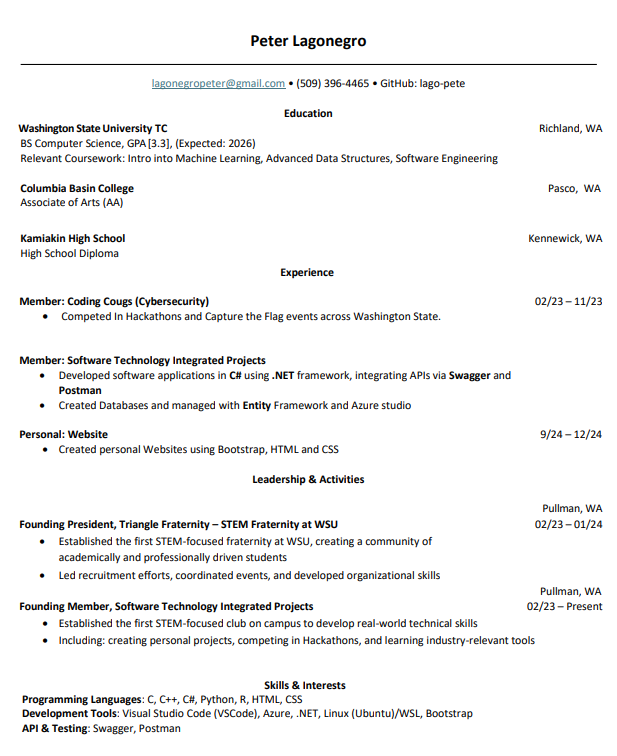 Peter Lagonegro
lagonegropeter@gmail.com • (509) 396-4465 • GitHub: lago-pete
Education
Washington State University TC Richland, WA
BS Computer Science, GPA [3.3], (Expected: 2026)
Relevant Coursework: Intro into Machine Learning, Advanced Data Structures, Software Engineering
Columbia Basin College Pasco, WA
Associate of Arts (AA)
Kamiakin High School Kennewick, WA
High School Diploma
Experience
Member: Coding Cougs (Cybersecurity) 02/23 – 11/23
• Competed In Hackathons and Capture the Flag events across Washington State.
Member: Software Technology Integrated Projects
• Developed software applications in C# using .NET framework, integrating APIs via Swagger and
Postman
• Created Databases and managed with Entity Framework and Azure studio
Personal: Website 9/24 – 12/24
• Created personal Websites using Bootstrap, HTML and CSS
Leadership & Activities
Pullman, WA
Founding President, Triangle Fraternity – STEM Fraternity at WSU 02/23 – 01/24
• Established the first STEM-focused fraternity at WSU, creating a community of
academically and professionally driven students
• Led recruitment efforts, coordinated events, and developed organizational skills
Pullman, WA
Founding Member, Software Technology Integrated Projects 02/23 – Present
• Established the first STEM-focused club on campus to develop real-world technical skills
• Including: creating personal projects, competing in Hackathons, and learning industry-relevant tools
Skills & Interests
Programming Languages: C, C++, C#, Python, R, HTML, CSS
Development Tools: Visual Studio Code (VSCode), Azure, .NET, Linux (Ubuntu)/WSL, Bootstrap
API & Testing: Swagger, Postman